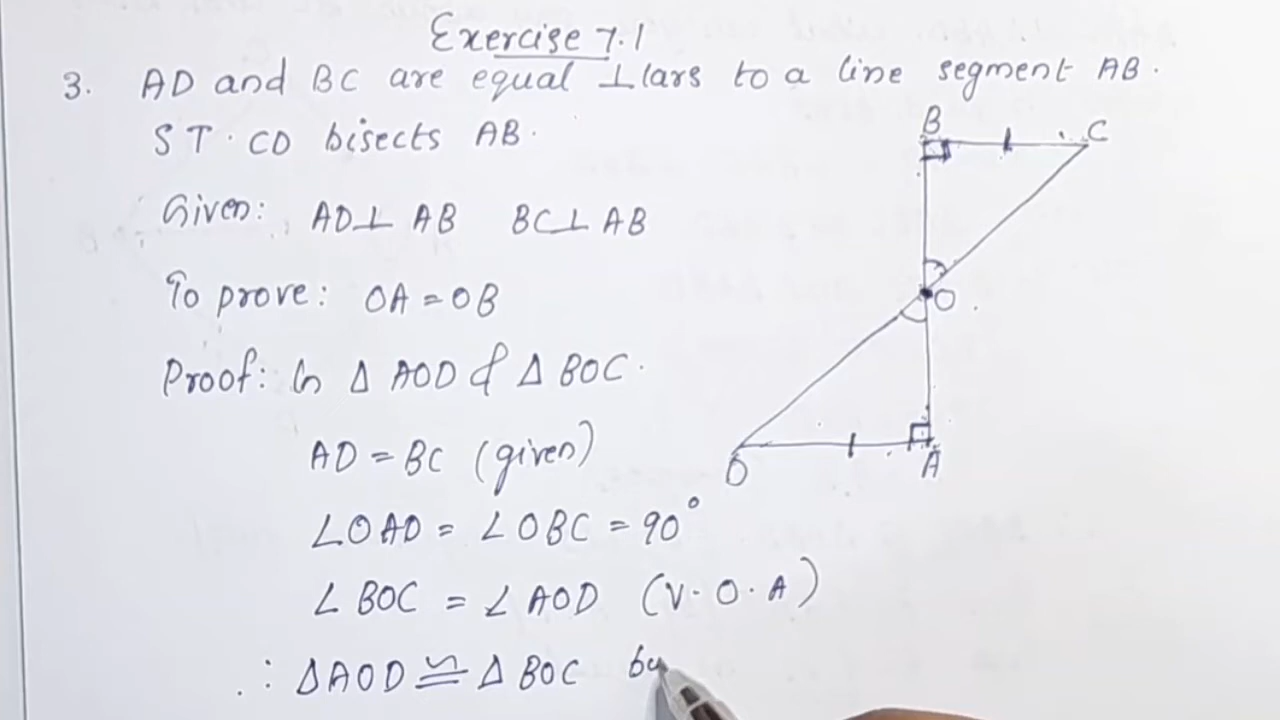 Exercise 7.1
3. AD and BC are equal ⊥lars to a line segment AB.
S T. CD bisects AB.
Given: AD⊥ AB BC⊥ AB
To prove: OA = OB
Proof: In Δ AOD & Δ BOC.
AD = BC (given)
∠OAD = ∠OBC = 90°
∠BOC = ∠AOD (V.O.A)
∴ ΔAOD ≅ Δ BOC by
B
C
O
D
A